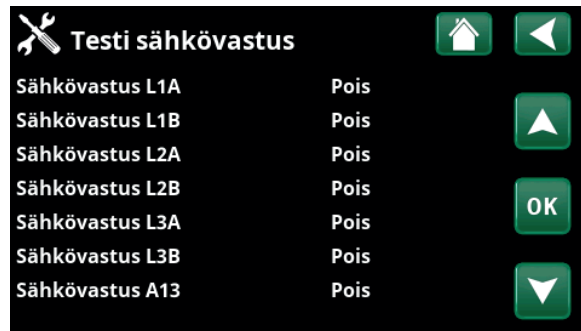 Testi sähkövastus
Sähkövastus L1A Pois
Sähkövastus L1B Pois
Sähkövastus L2A Pois
Sähkövastus L2B Pois
Sähkövastus L3A Pois
Sähkövastus L3B Pois
Sähkövastus A13 Pois
OK